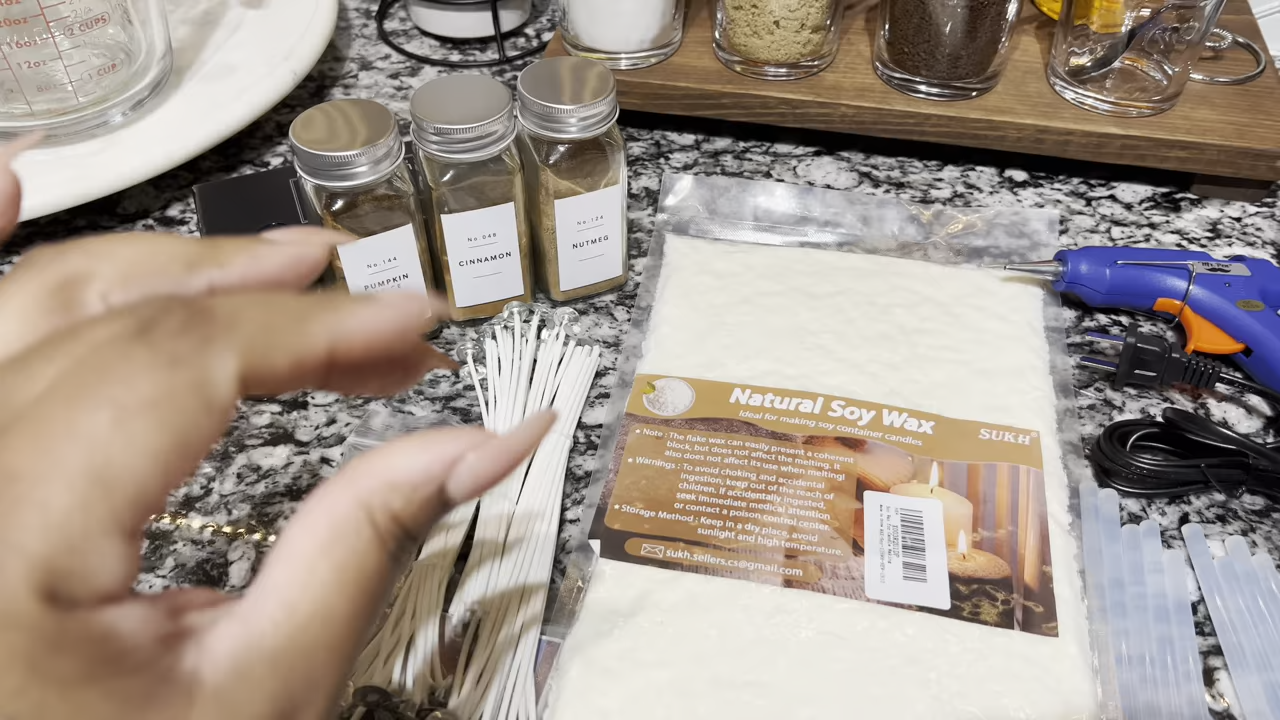 20oz
16oz
12oz
2 CUPS
1 CUP
No.144
PUMPKIN
No.049
CINNAMON
No.124
NUTMEG
Natural Soy Wax
Ideal for making soy container candles
SUKH
• Note : The flake wax can easily present a coherent
block, but does not affect the melting. It
also does not affect its use when melting!
• Warnings : To avoid choking and accidental
ingestion, keep out of the reach of
children. If accidentally ingested,
seek immediate medical attention
or contact a poison control center.
• Storage Method : Keep in a dry place, avoid
sunlight and high temperature.
sukh.sellers.cs@gmail.com